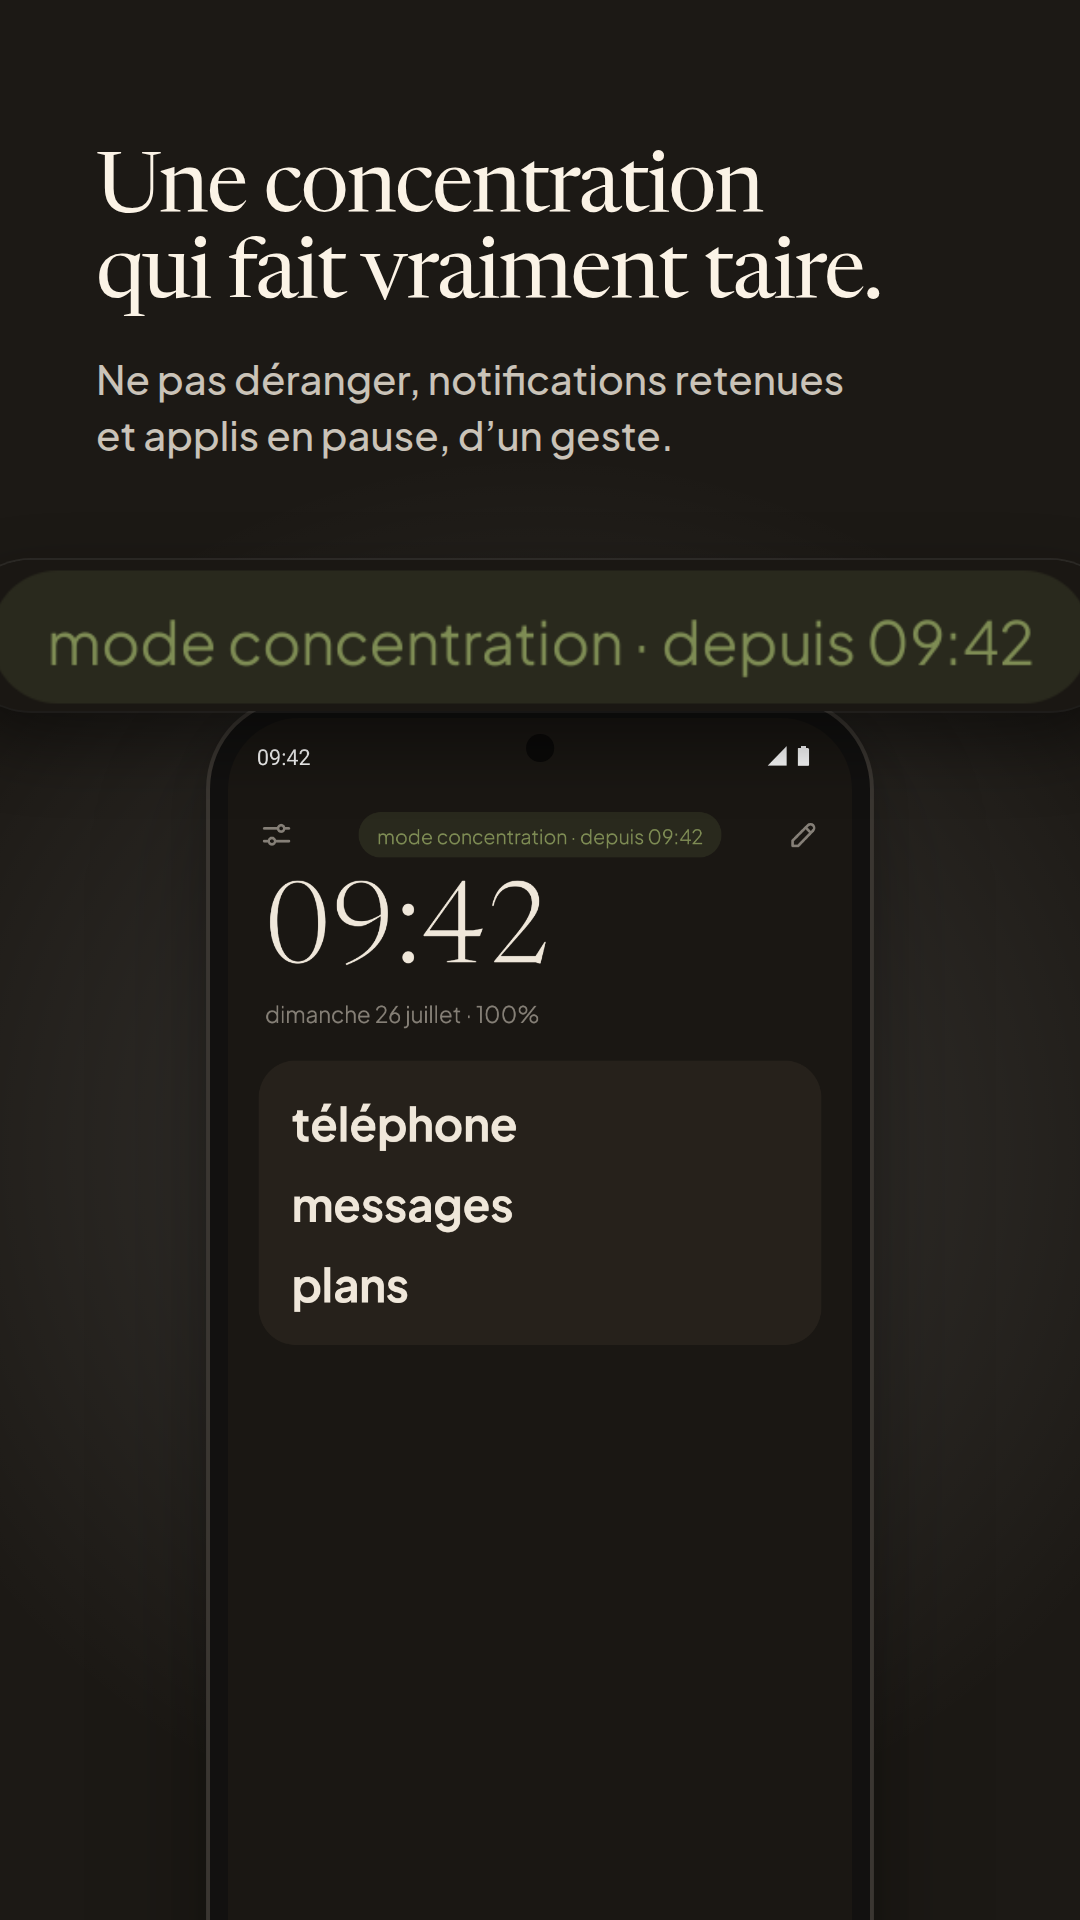 Une concentration
qui fait vraiment taire.
Ne pas déranger, notifications retenues
et applis en pause, d’un geste.
mode concentration · depuis 09:42
09:42
mode concentration · depuis 09:42
09:42
dimanche 26 juillet · 100%
téléphone
messages
plans